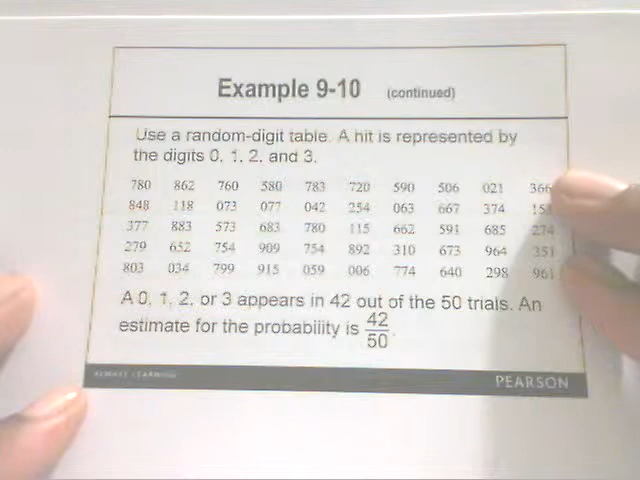 Example 9-10 (continued)
Use a random-digit table. A hit is represented by
the digits 0, 1, 2, and 3.
780 862 760 580 783 720 590 506 021 366
848 118 073 077 042 254 063 667 374 153
377 883 573 683 780 115 662 591 685 274
279 652 754 909 754 892 310 673 964 351
803 034 799 915 059 006 774 640 298 961
A 0, 1, 2, or 3 appears in 42 out of the 50 trials. An
estimate for the probability is 42/50.
ALWAYS LEARNING PEARSON